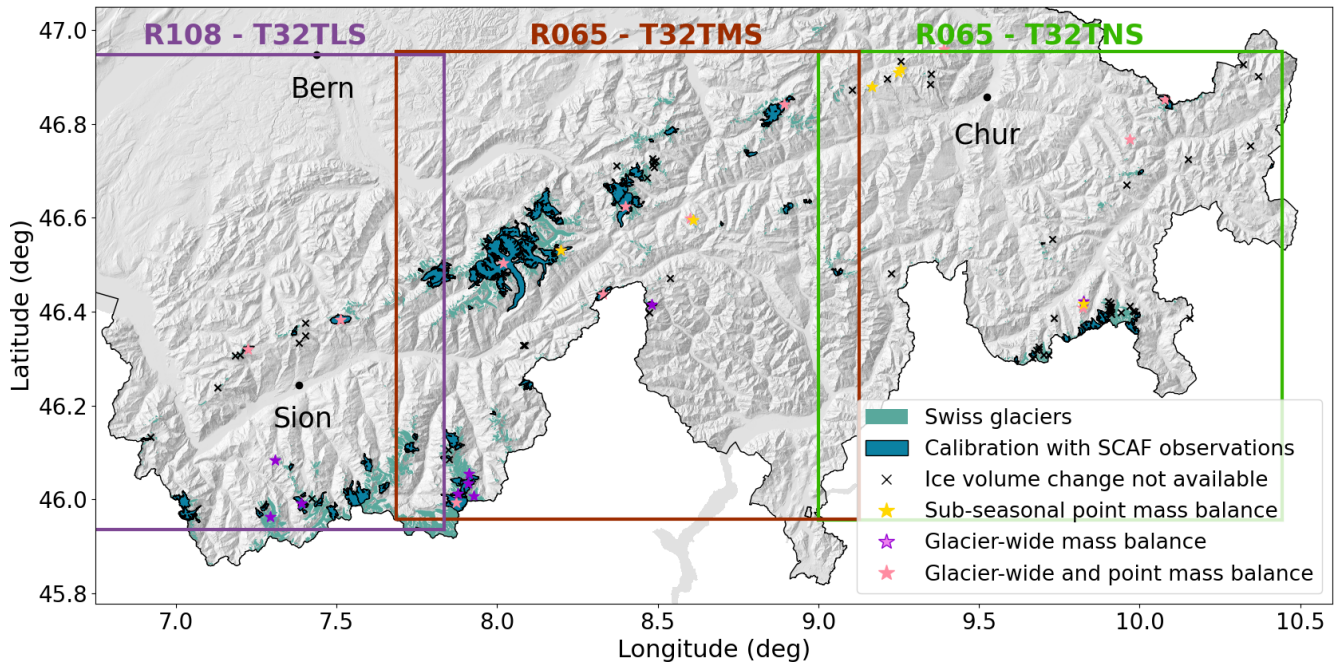 R108 - T32TLS
R065 - T32TMS
R065 - T32TNS
47.0
46.8
46.6
46.4
46.2
46.0
45.8
Latitude (deg)
Bern
Chur
Sion
Swiss glaciers
Calibration with SCAF observations
Ice volume change not available
Sub-seasonal point mass balance
Glacier-wide mass balance
Glacier-wide and point mass balance
7.0
7.5
8.0
8.5
9.0
9.5
10.0
10.5
Longitude (deg)